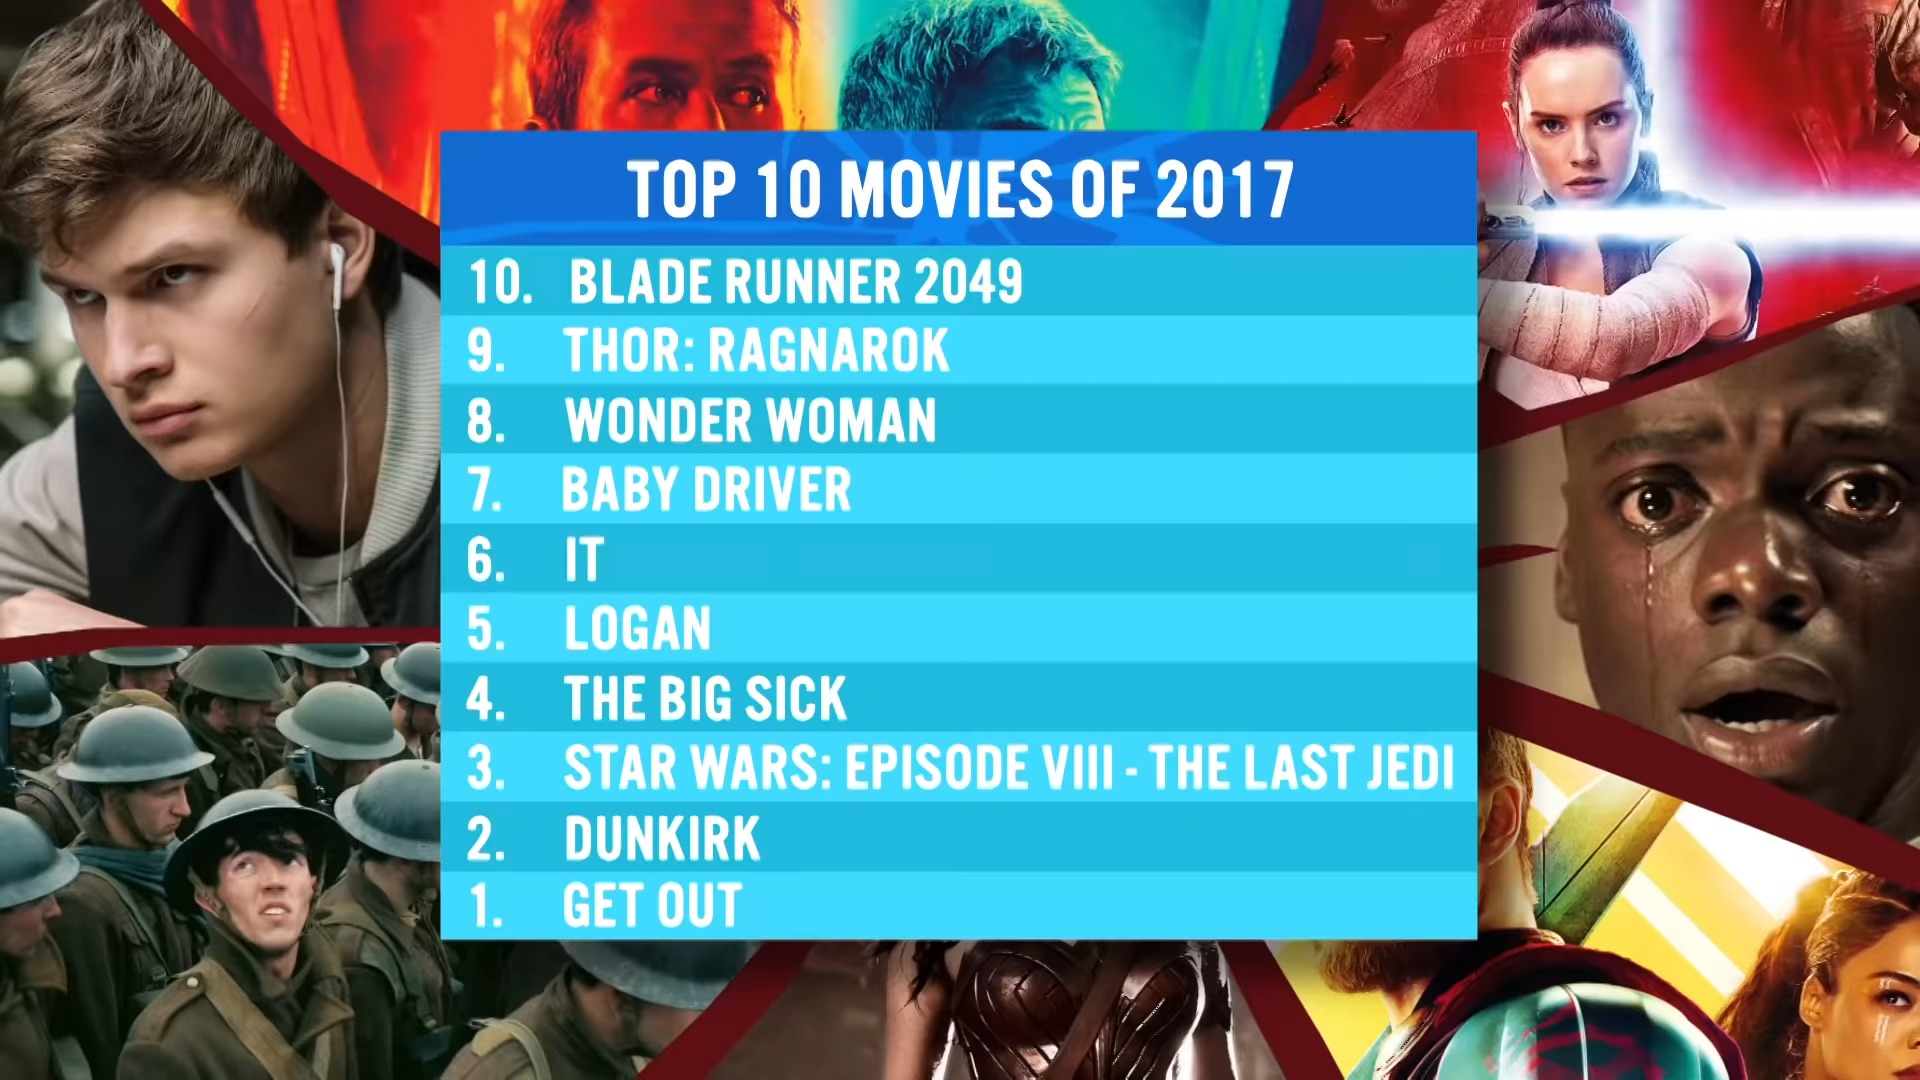 TOP 10 MOVIES OF 2017
10. BLADE RUNNER 2049
9. THOR: RAGNAROK
8. WONDER WOMAN
7. BABY DRIVER
6. IT
5. LOGAN
4. THE BIG SICK
3. STAR WARS: EPISODE VIII - THE LAST JEDI
2. DUNKIRK
1. GET OUT